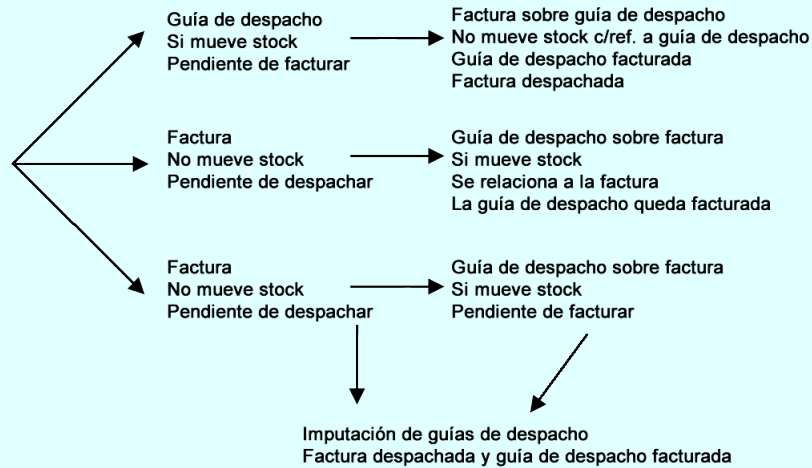 Guía de despacho
Si mueve stock
Pendiente de facturar
Factura sobre guía de despacho
No mueve stock c/ref. a guía de despacho
Guía de despacho facturada
Factura despachada
Factura
No mueve stock
Pendiente de despachar
Guía de despacho sobre factura
Si mueve stock
Se relaciona a la factura
La guía de despacho queda facturada
Factura
No mueve stock
Pendiente de despachar
Guía de despacho sobre factura
Si mueve stock
Pendiente de facturar
Imputación de guías de despacho
Factura despachada y guía de despacho facturada